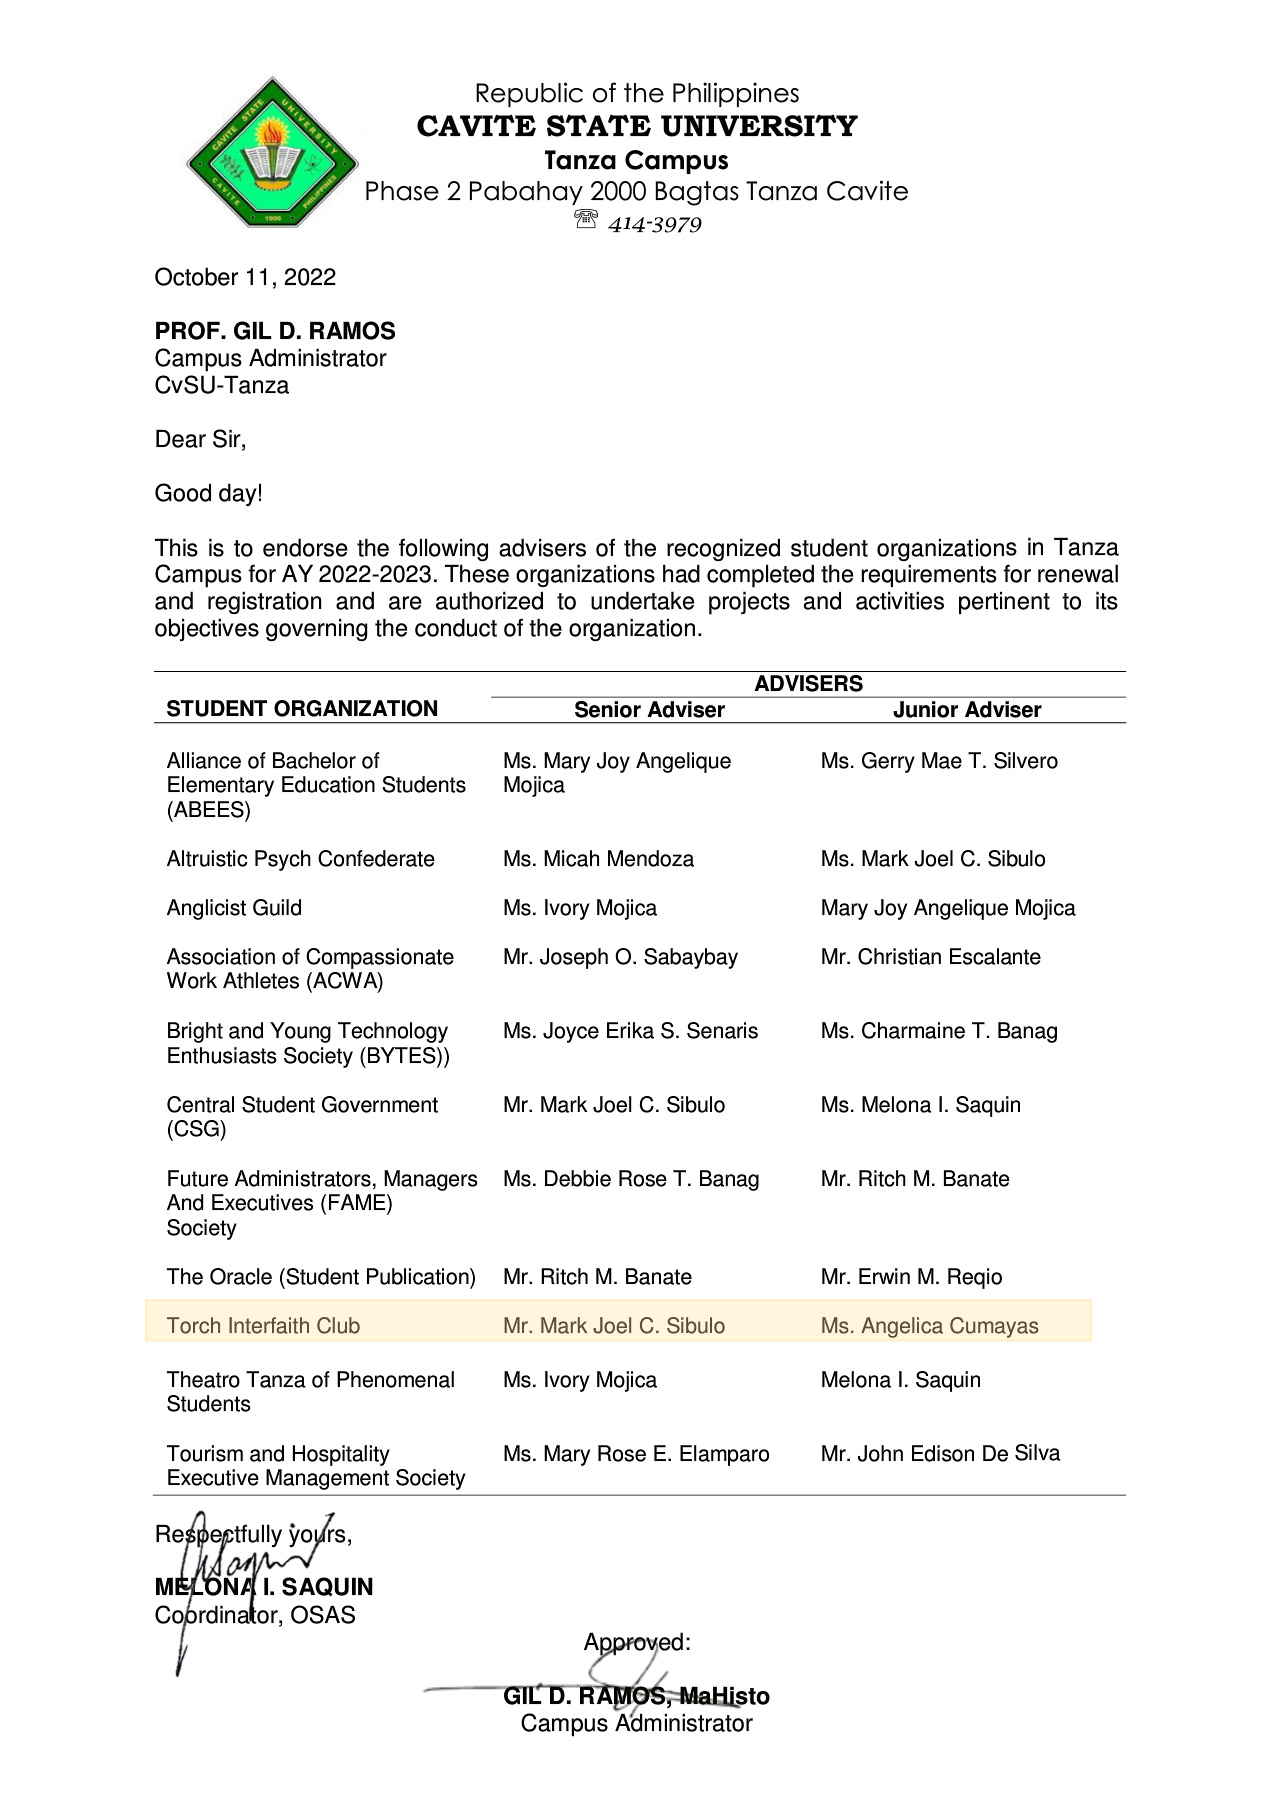 Republic of the Philippines
CAVITE STATE UNIVERSITY
Tanza Campus
Phase 2 Pabahay 2000 Bagtas Tanza Cavite
☏ 414-3979
CAVITE STATE UNIVERSITY
CAVITE PHILIPPINES
1906
October 11, 2022
PROF. GIL D. RAMOS
Campus Administrator
CvSU-Tanza
Dear Sir,
Good day!
This is to endorse the following advisers of the recognized student organizations in Tanza
Campus for AY 2022-2023. These organizations had completed the requirements for renewal
and registration and are authorized to undertake projects and activities pertinent to its
objectives governing the conduct of the organization.
ADVISERS
STUDENT ORGANIZATION Senior Adviser Junior Adviser
Alliance of Bachelor of Ms. Mary Joy Angelique Ms. Gerry Mae T. Silvero
Elementary Education Students Mojica
(ABEES)
Altruistic Psych Confederate Ms. Micah Mendoza Ms. Mark Joel C. Sibulo
Anglicist Guild Ms. Ivory Mojica Mary Joy Angelique Mojica
Association of Compassionate Mr. Joseph O. Sabaybay Mr. Christian Escalante
Work Athletes (ACWA)
Bright and Young Technology Ms. Joyce Erika S. Senaris Ms. Charmaine T. Banag
Enthusiasts Society (BYTES))
Central Student Government Mr. Mark Joel C. Sibulo Ms. Melona I. Saquin
(CSG)
Future Administrators, Managers Ms. Debbie Rose T. Banag Mr. Ritch M. Banate
And Executives (FAME)
Society
The Oracle (Student Publication) Mr. Ritch M. Banate Mr. Erwin M. Reqio
Torch Interfaith Club Mr. Mark Joel C. Sibulo Ms. Angelica Cumayas
Theatro Tanza of Phenomenal Ms. Ivory Mojica Melona I. Saquin
Students
Tourism and Hospitality Ms. Mary Rose E. Elamparo Mr. John Edison De Silva
Executive Management Society
Respectfully yours,
MELONA I. SAQUIN
Coordinator, OSAS
Approved:
GIL D. RAMOS, MaHisto
Campus Administrator